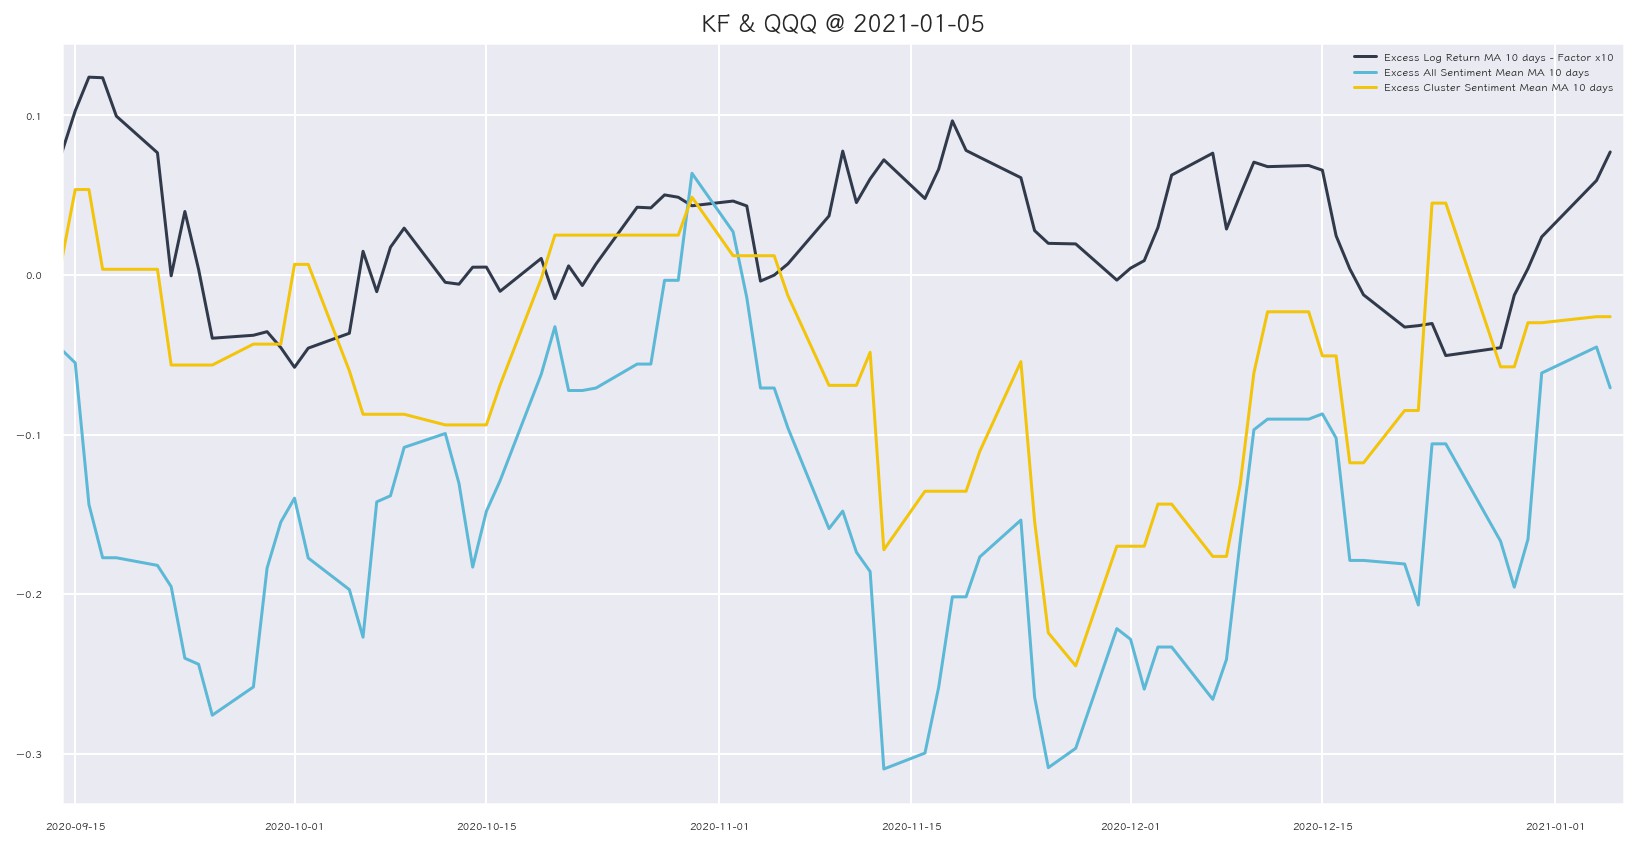 KF & QQQ @ 2021-01-05
Excess Log Return MA 10 days - Factor x10
Excess All Sentiment Mean MA 10 days
Excess Cluster Sentiment Mean MA 10 days
0.1
0.0
−0.1
−0.2
−0.3
2020-09-15 2020-10-01 2020-10-15 2020-11-01 2020-11-15 2020-12-01 2020-12-15 2021-01-01